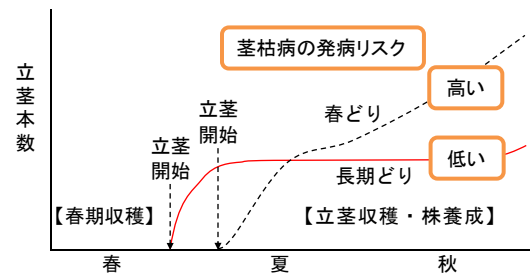 茎枯病の発病リスク
高い
立茎本数
立茎
開始
春どり
立茎
開始
低い
長期どり
【春期収穫】
【立茎収穫・株養成】
春
夏
秋